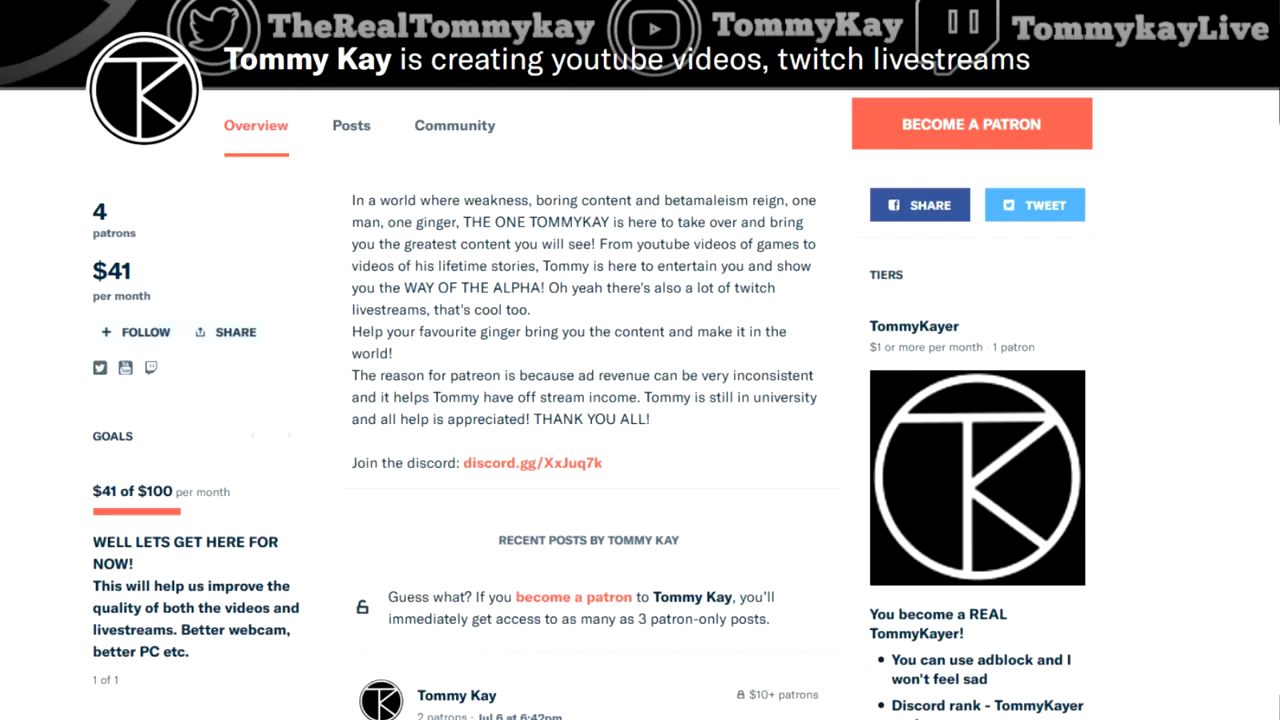 TheRealTommykay
TommyKay
TommykayLive
Tommy Kay is creating youtube videos, twitch livestreams
TK
Overview
Posts
Community
BECOME A PATRON
4
patrons
$41
per month
+ FOLLOW
SHARE
GOALS
$41 of $100 per month
WELL LETS GET HERE FOR
NOW!
This will help us improve the
quality of both the videos and
livestreams. Better webcam,
better PC etc.
1 of 1
In a world where weakness, boring content and betamaleism reign, one
man, one ginger, THE ONE TOMMYKAY is here to take over and bring
you the greatest content you will see! From youtube videos of games to
videos of his lifetime stories, Tommy is here to entertain you and show
you the WAY OF THE ALPHA! Oh yeah there's also a lot of twitch
livestreams, that's cool too.
Help your favourite ginger bring you the content and make it in the
world!
The reason for patreon is because ad revenue can be very inconsistent
and it helps Tommy have off stream income. Tommy is still in university
and all help is appreciated! THANK YOU ALL!
Join the discord: discord.gg/XxJuq7k
RECENT POSTS BY TOMMY KAY
Guess what? If you become a patron to Tommy Kay, you'll
immediately get access to as many as 3 patron-only posts.
Tommy Kay
$10+ patrons
2 patrons · Jul 6 at 6:42pm
SHARE
TWEET
TIERS
TommyKayer
$1 or more per month · 1 patron
TK
You become a REAL
TommyKayer!
• You can use adblock and I
won't feel sad
• Discord rank - TommyKayer